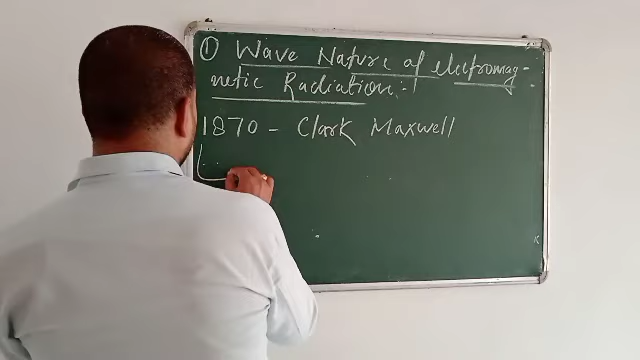 ① Wave Nature of electromag-
netic Radiation:-
1870 - Clark Maxwell